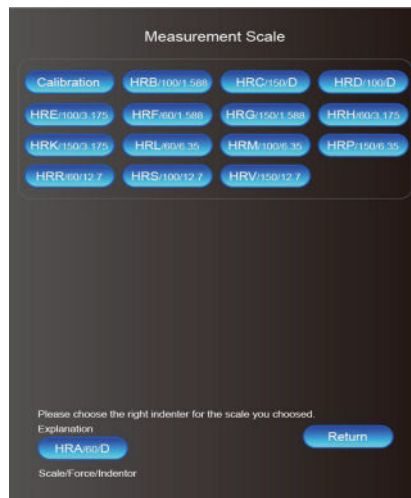 Measurement Scale
Calibration HRB/100/1.588 HRC/150/D HRD/100/D
HRE/100/3.175 HRF/60/1.588 HRG/150/1.588 HRH/60/3.175
HRK/150/3.175 HRL/60/6.35 HRM/100/6.35 HRP/150/6.35
HRR/60/12.7 HRS/100/12.7 HRV/150/12.7
Please choose the right indenter for the scale you choosed.
Explanation
HRA/60/D Return
Scale/Force/Indentor